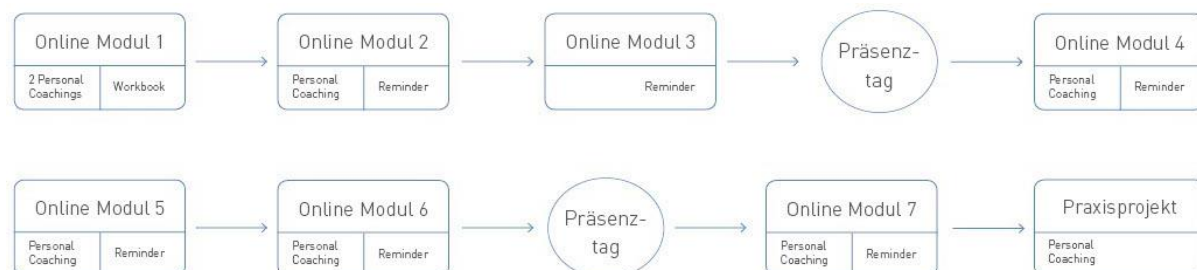 Online Modul 1
2 Personal
Coachings
Workbook
Online Modul 2
Personal
Coaching
Reminder
Online Modul 3
Reminder
Präsenz-
tag
Online Modul 4
Personal
Coaching
Reminder
Online Modul 5
Personal
Coaching
Reminder
Online Modul 6
Personal
Coaching
Reminder
Präsenz-
tag
Online Modul 7
Personal
Coaching
Reminder
Praxisprojekt
Personal
Coaching